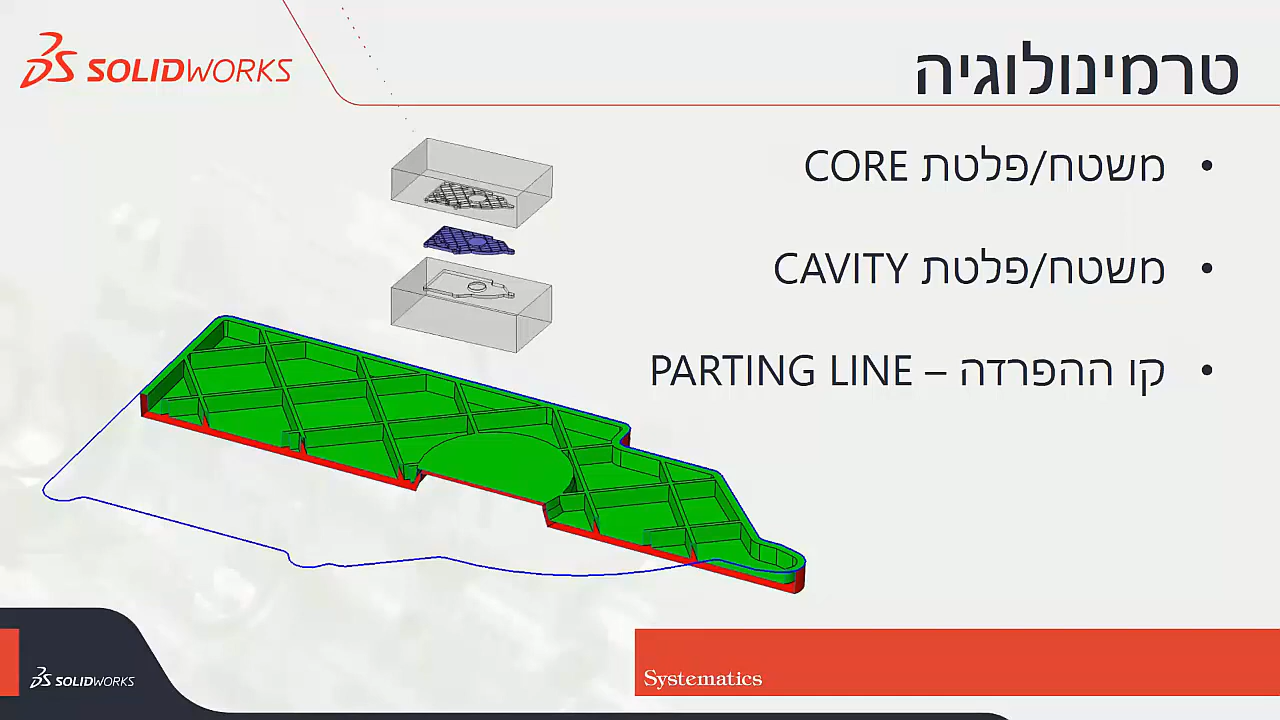 SOLIDWORKS
טרמינולוגיה
• משטח/פלטת CORE
• משטח/פלטת CAVITY
• קו ההפרדה – PARTING LINE
SOLIDWORKS
Systematics